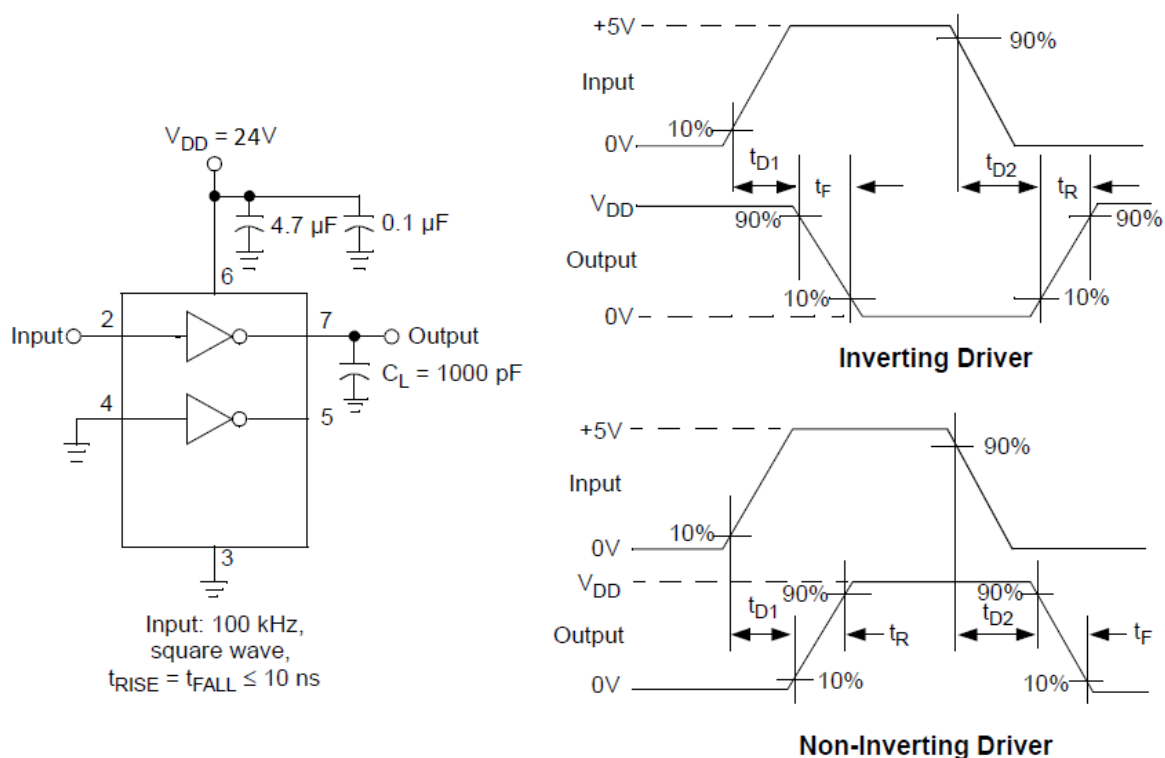 V_DD = 24V
4.7 µF
0.1 µF
6
Input
2
7
Output
C_L = 1000 pF
4
5
3
Input: 100 kHz,
square wave,
t_RISE = t_FALL ≤ 10 ns
+5V
90%
Input
10%
0V
t_D1
t_D2
t_F
t_R
V_DD
90%
90%
Output
10%
10%
0V
Inverting Driver
+5V
90%
Input
10%
0V
V_DD
90%
90%
t_D1
t_R
t_D2
t_F
Output
0V
10%
10%
Non-Inverting Driver